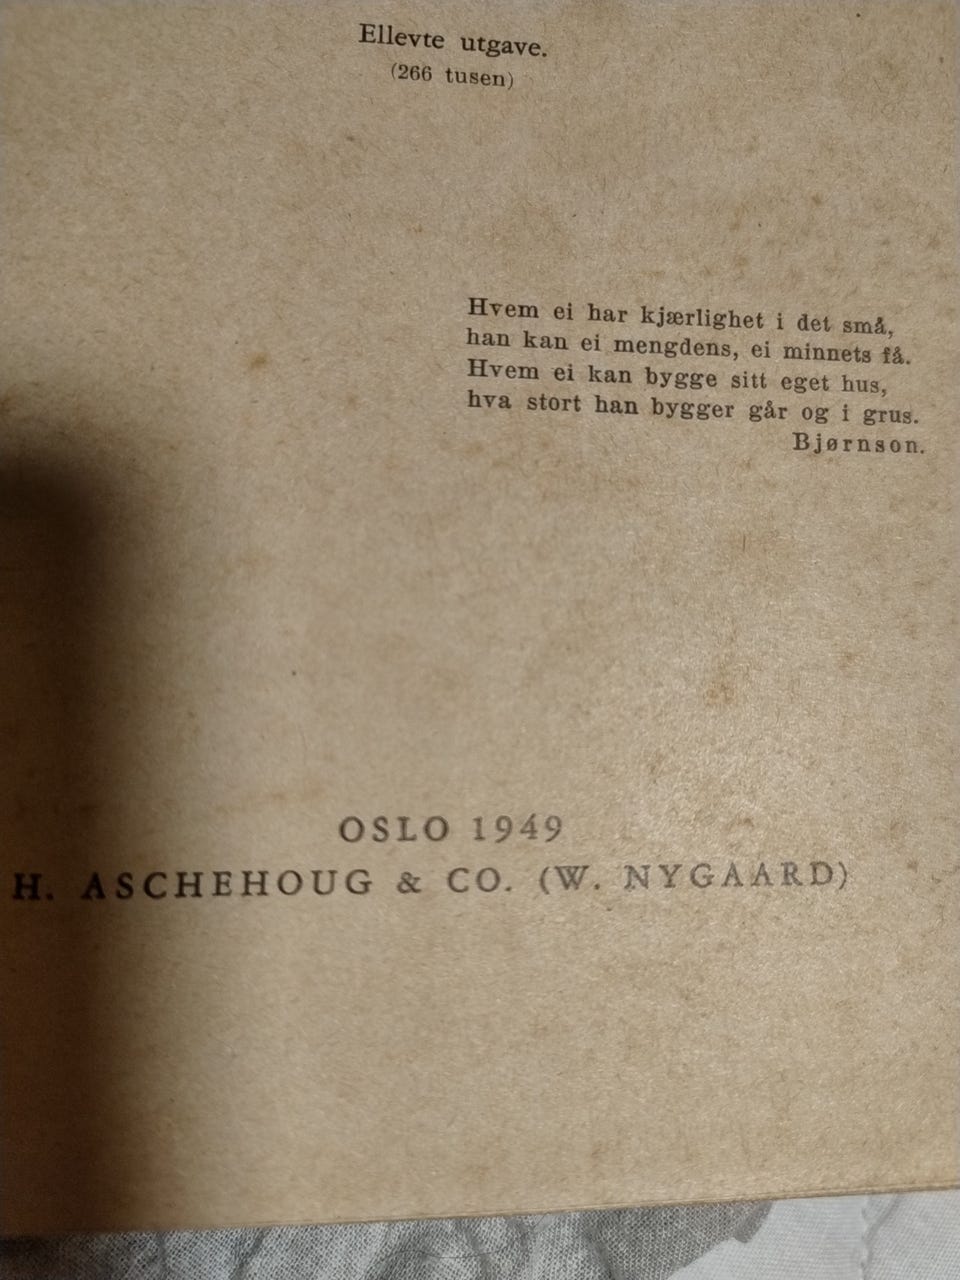 Ellevte utgave.
(266 tusen)
Hvem ei har kjærlighet i det små,
han kan ei mengdens, ei minnets få.
Hvem ei kan bygge sitt eget hus,
hva stort han bygger går og i grus.
Bjørnson.
OSLO 1949
H. ASCHEHOUG & CO. (W. NYGAARD)